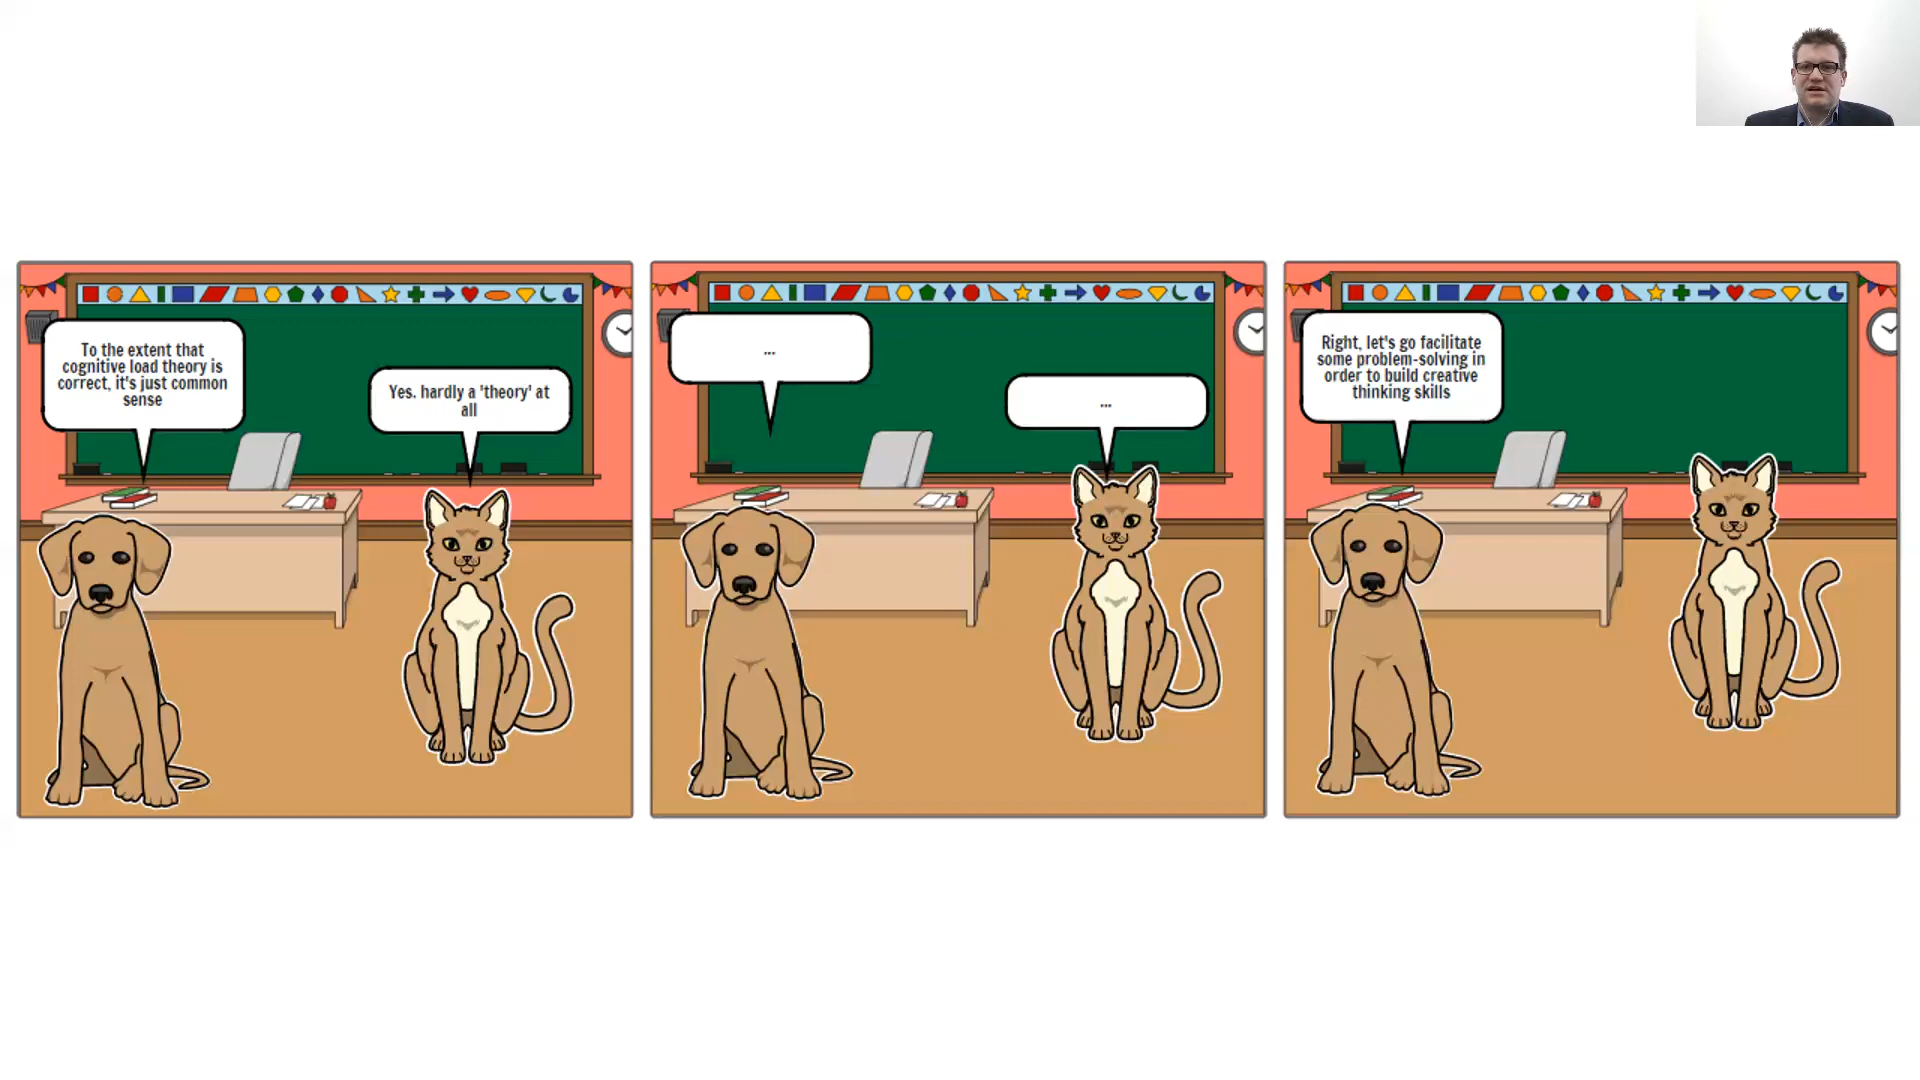 To the extent that
cognitive load theory is
correct, it's just common
sense
Yes. hardly a 'theory' at
all
...
...
Right, let's go facilitate
some problem-solving in
order to build creative
thinking skills